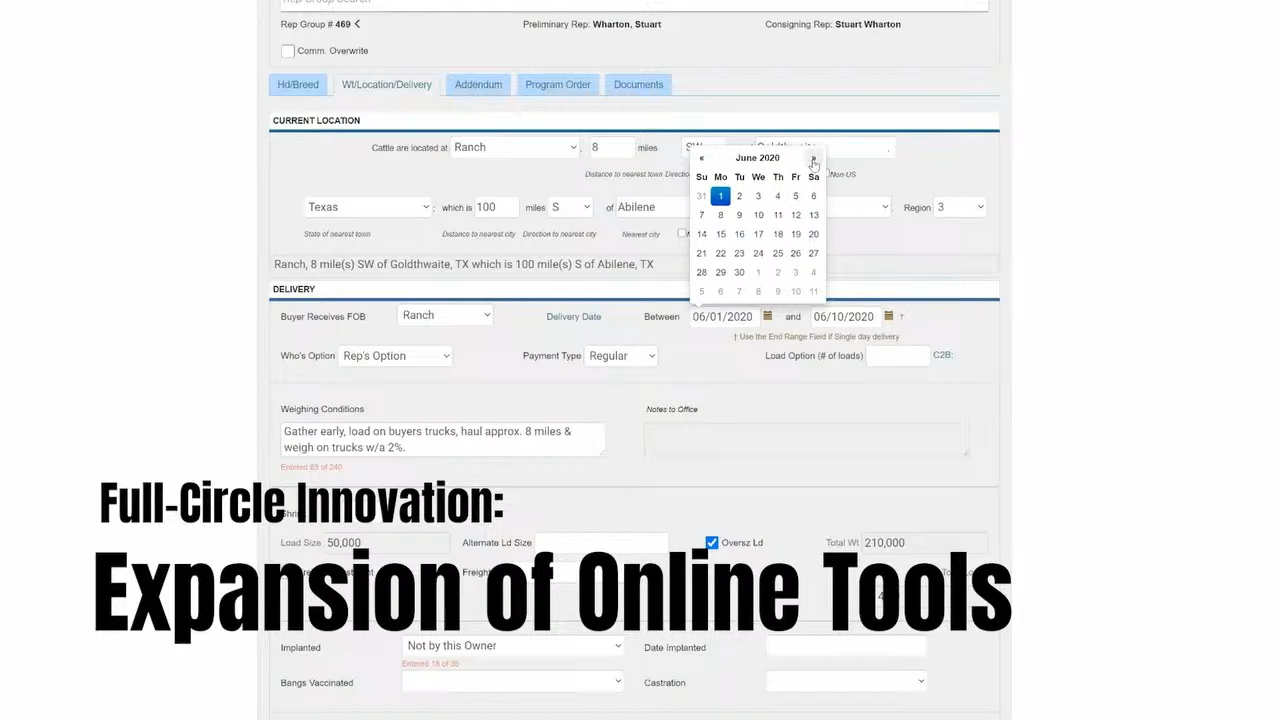 Rep Group Search
Rep Group # 469 < Preliminary Rep: Wharton, Stuart Consigning Rep: Stuart Wharton
Comm. Overwrite
Hd/Breed Wt/Location/Delivery Addendum Program Order Documents
CURRENT LOCATION
Cattle are located at Ranch , 8 miles SW Goldthwaite .
Distance to nearest town Non-US
Texas ; which is 100 miles S of Abilene . Region 3
State of nearest town Distance to nearest city Direction to nearest city Nearest city
Ranch, 8 mile(s) SW of Goldthwaite, TX which is 100 mile(s) S of Abilene, TX
« June 2020 »
Su Mo Tu We Th Fr Sa
31 1 2 3 4 5 6
7 8 9 10 11 12 13
14 15 16 17 18 19 20
21 22 23 24 25 26 27
28 29 30 1 2 3 4
5 6 7 8 9 10 11
DELIVERY
Buyer Receives FOB Ranch Delivery Date Between 06/01/2020 and 06/10/2020 †
† Use the End Range Field if Single day delivery
Who's Option Rep's Option Payment Type Regular Load Option (# of loads) C2B:
Weighing Conditions Notes to Office
Gather early, load on buyers trucks, haul approx. 8 miles &
weigh on trucks w/a 2%.
Entered 83 of 240
Full-Circle Innovation:
Load Size 50,000 Alternate Ld Size Oversz Ld Total Wt 210,000
Freight
Expansion of Online Tools
Implanted Not by this Owner Date Implanted
Entered 18 of 35
Bangs Vaccinated Castration